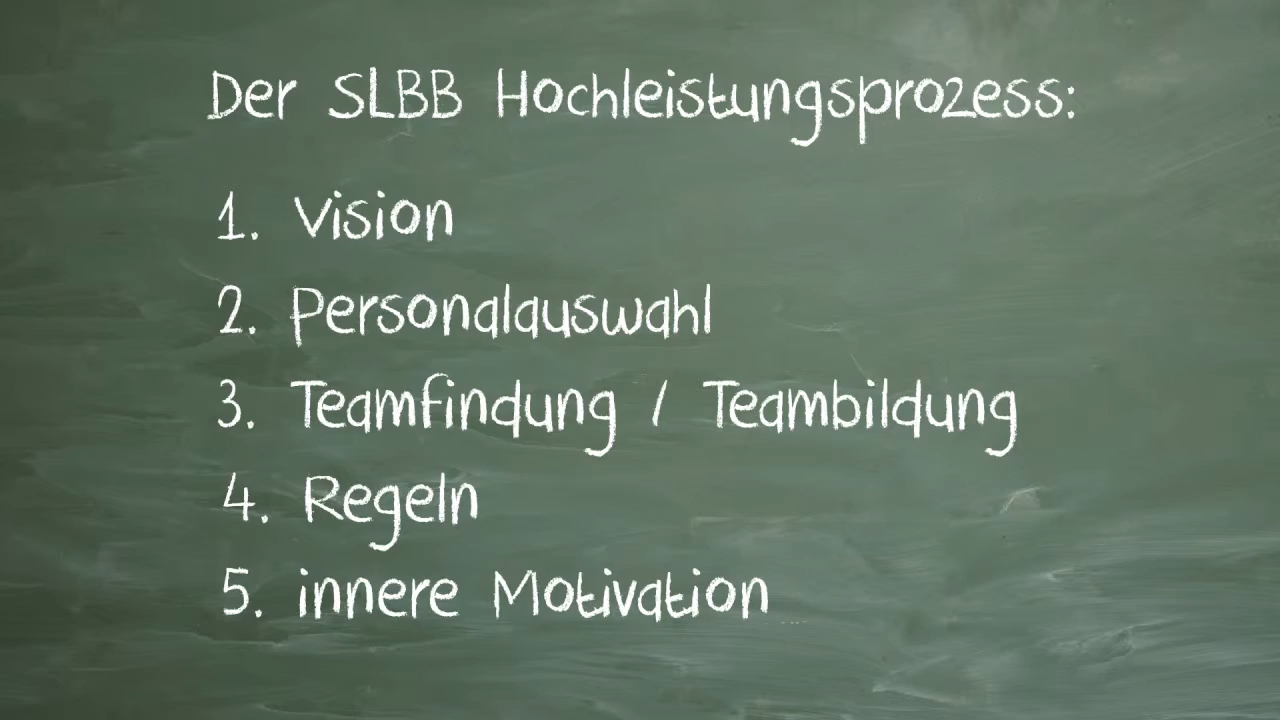 Der SLBB Hochleistungsprozess:
1. Vision
2. Personalauswahl
3. Teamfindung / Teambildung
4. Regeln
5. innere Motivation